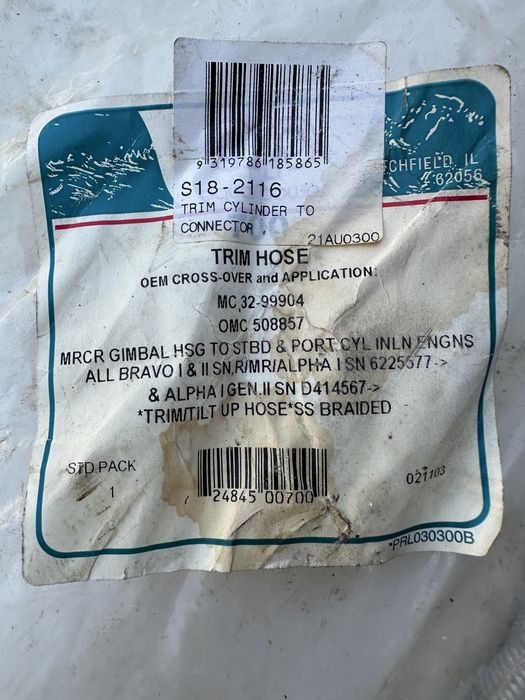 9 319786 185865
S18-2116
TRIM CYLINDER TO
CONNECTOR .
21AU0300
CHFIELD, IL
62056
TRIM HOSE
OEM CROSS-OVER and APPLICATION:
MC 32-99904
OMC 508857
MRCR GIMBAL HSG TO STBD & PORT CYL INLN ENGNS
ALL BRAVO I & II SN.R/MR/ALPHA I SN 6225577->
& ALPHA I GEN.II SN D414567->
*TRIM/TILT UP HOSE*SS BRAIDED
STD.PACK
1
24845 00700
021103
*PRL030300B